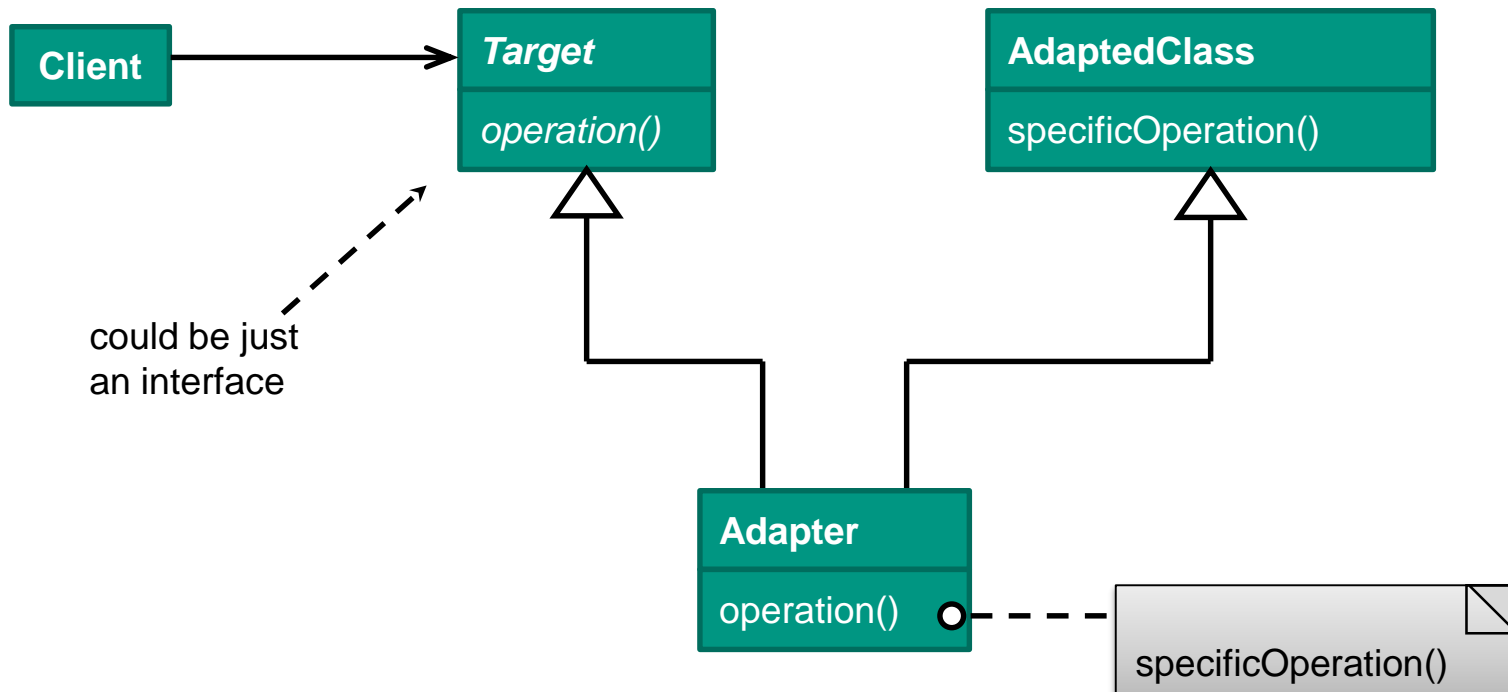 Client
Target
operation()
AdaptedClass
specificOperation()
could be just
an interface
Adapter
operation()
specificOperation()